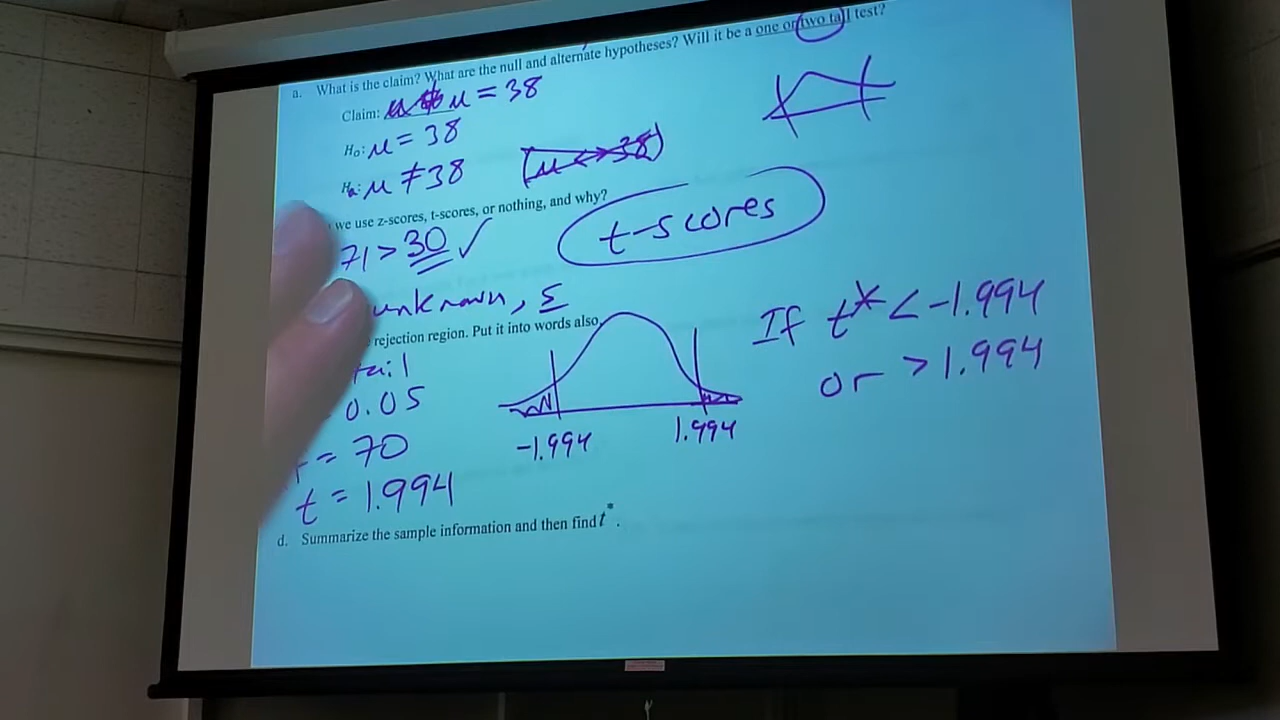 a. What is the claim? What are the null and alternate hypotheses? Will it be a one or two tail test?
Claim: μ = 38
H₀: μ = 38
Hₐ: μ ≠ 38 (μ <> 38)
we use z-scores, t-scores, or nothing, and why?
71 > 30 ✓ t-scores
unknown,
rejection region. Put it into words also.
tail
0.05
= 70
t = 1.994
-1.994 1.994
If t* < -1.994
or > 1.994
d. Summarize the sample information and then find t*.